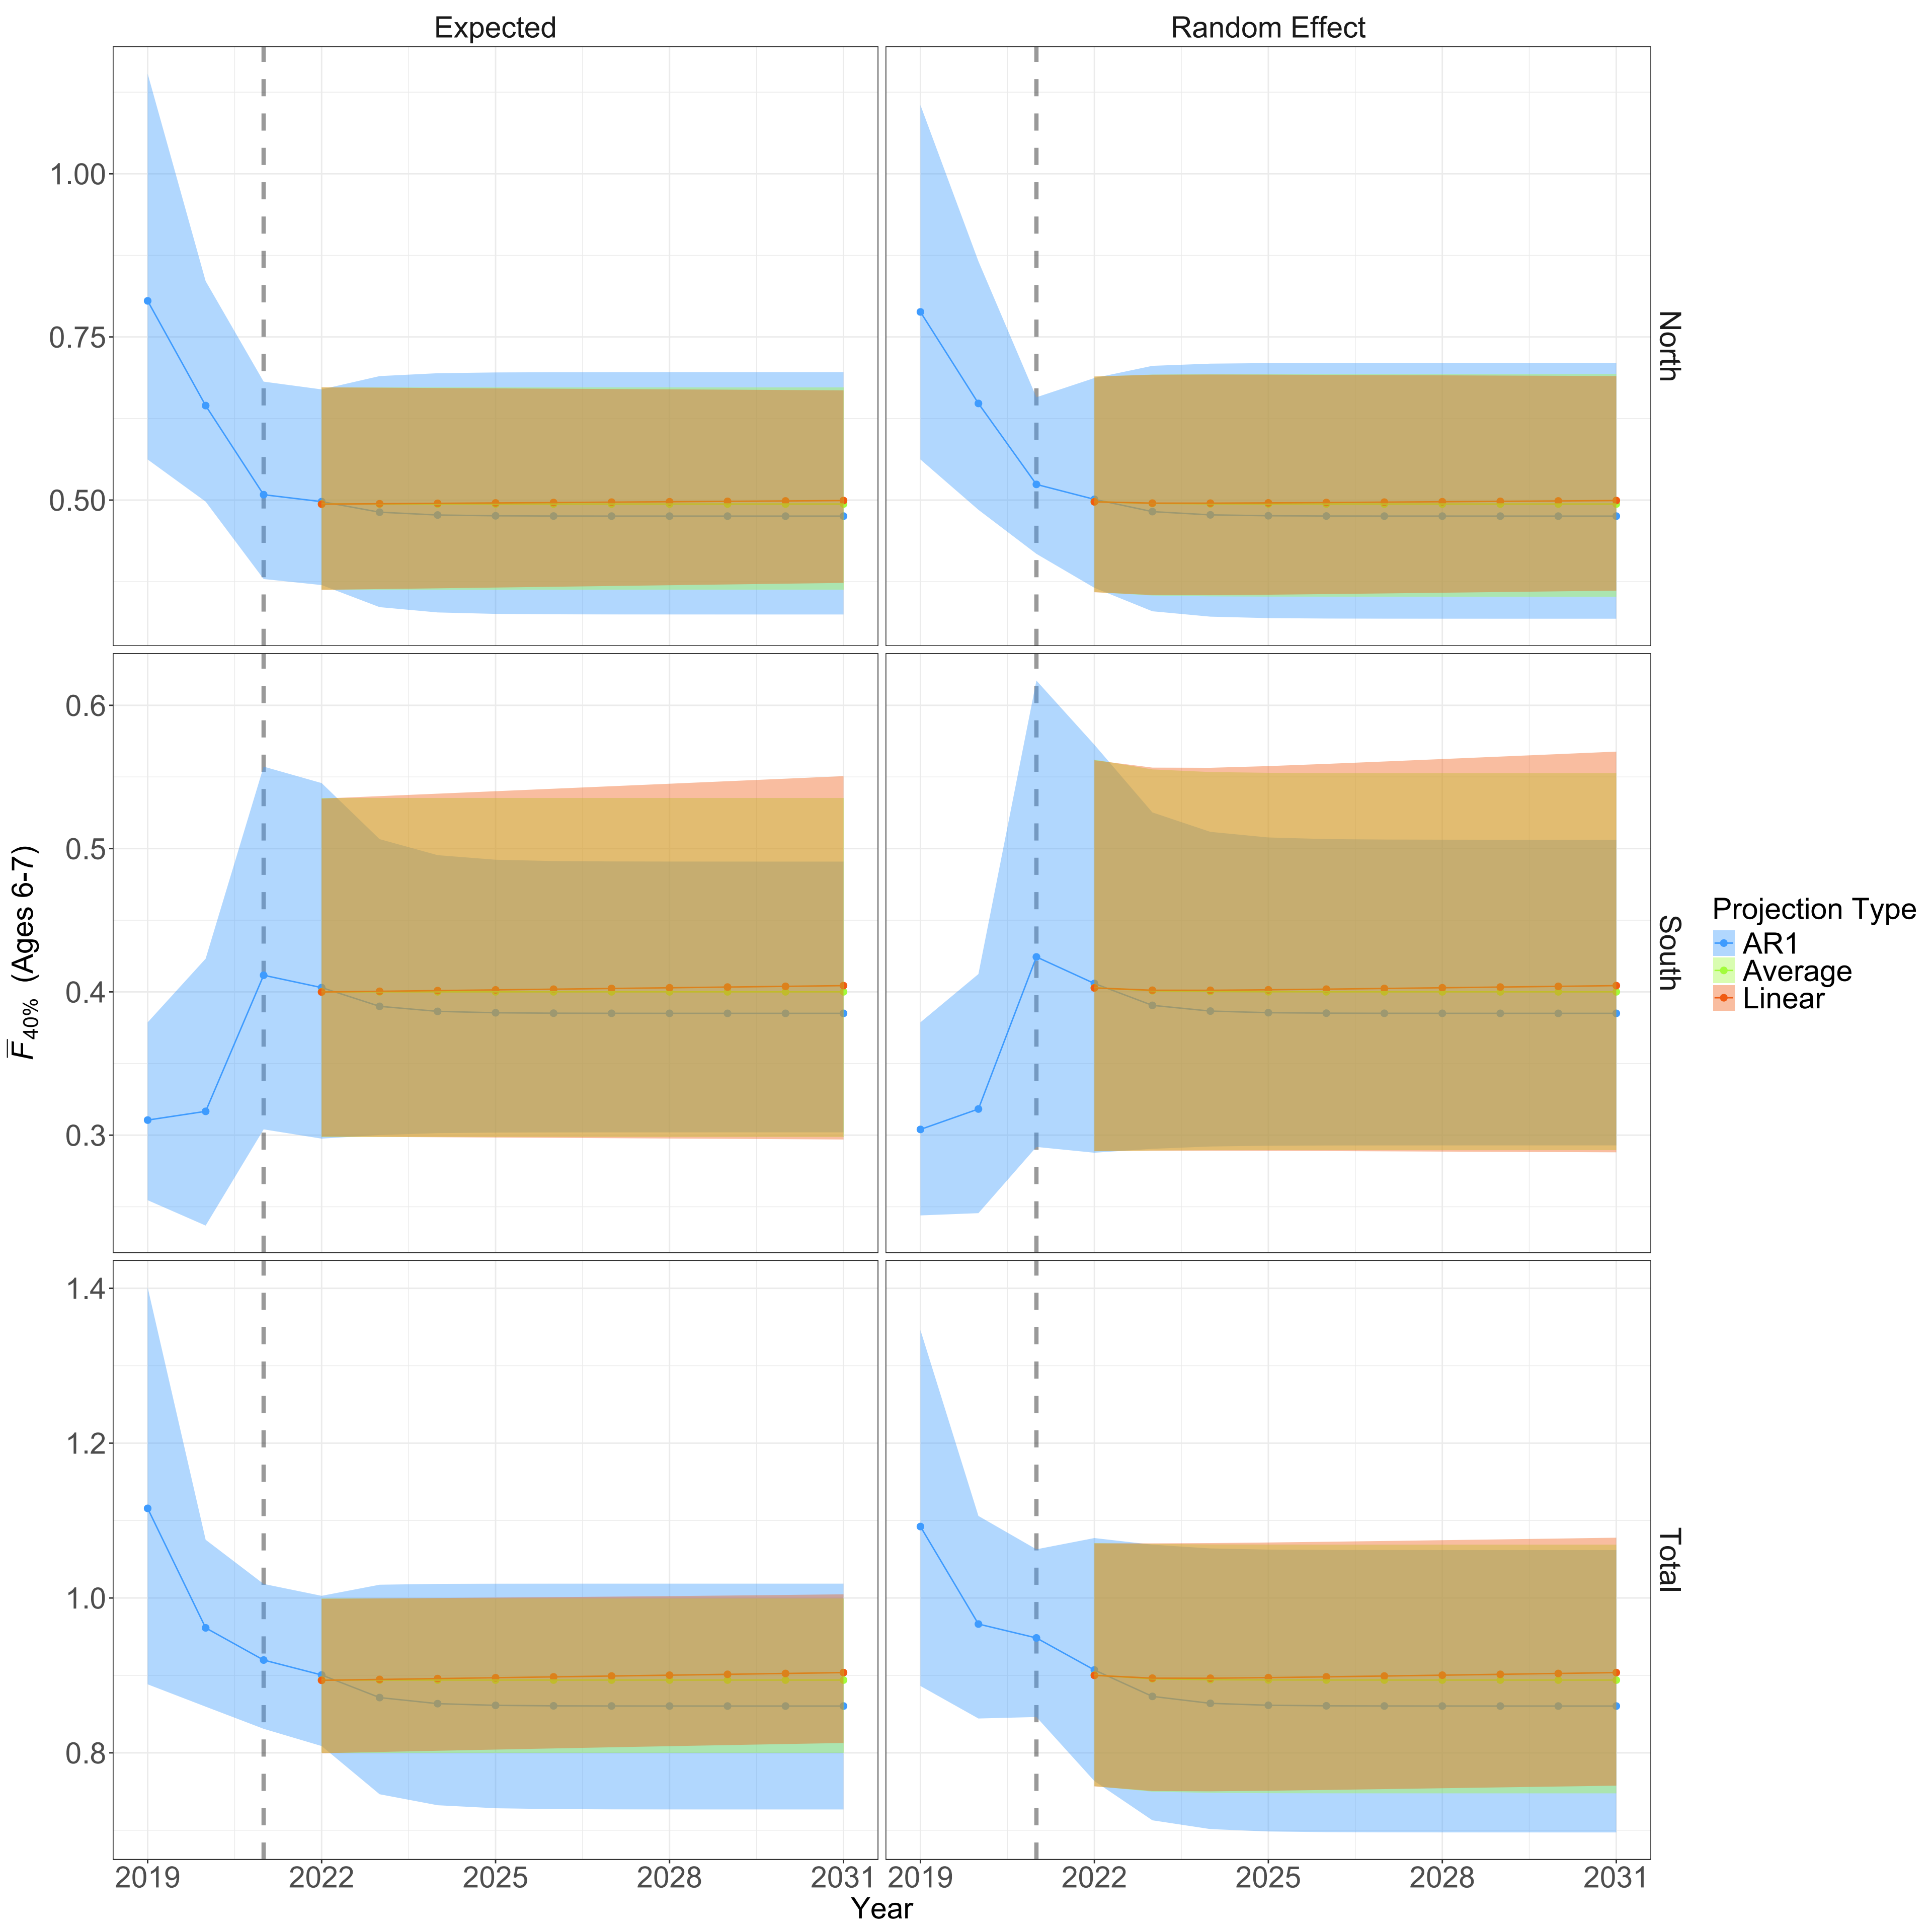 Expected
Random Effect
1.00
0.75
0.50
North
0.6
0.5
0.4
0.3
South
1.4
1.2
1.0
0.8
Total
2019 2022 2025 2028 2031
2019 2022 2025 2028 2031
Year
F̅40% (Ages 6-7)
Projection Type
AR1
Average
Linear